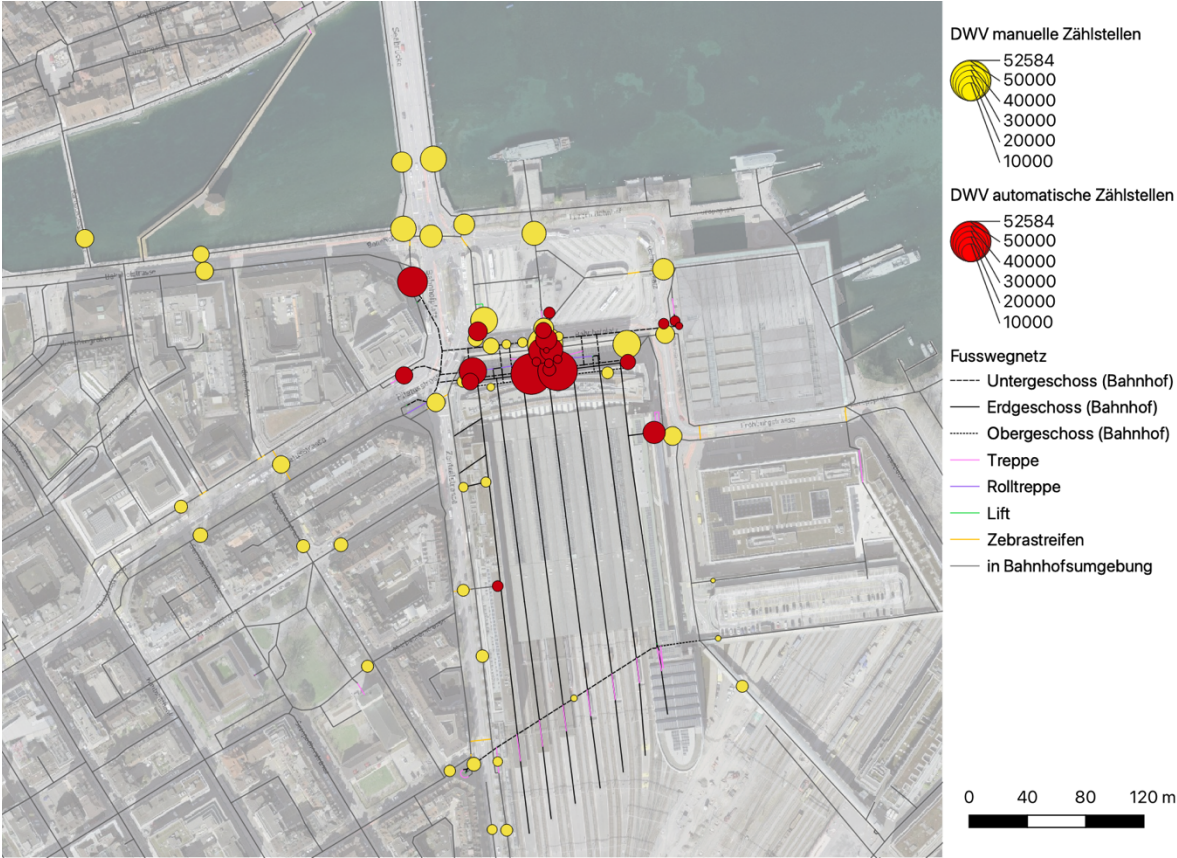 DWV manuelle Zählstellen
52584
50000
40000
30000
20000
10000
DWV automatische Zählstellen
52584
50000
40000
30000
20000
10000
Fusswegnetz
Untergeschoss (Bahnhof)
Erdgeschoss (Bahnhof)
Obergeschoss (Bahnhof)
Treppe
Rolltreppe
Lift
Zebrastreifen
in Bahnhofsumgebung
0 40 80 120 m
Seebrücke